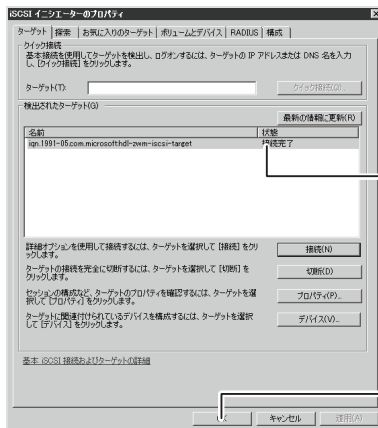 iSCSI イニシエーターのプロパティ
ターゲット 探索 お気に入りのターゲット ボリュームとデバイス RADIUS 構成
クイック接続
基本接続を使用してターゲットを検出し、ログオンするには、ターゲットの IP アドレスまたは DNS 名を入力
し、[クイック接続] をクリックします。
ターゲット(T): クイック接続(Q)...
検出されたターゲット(G)
最新の情報に更新(R)
名前 状態
iqn.1991-05.com.microsoft:hdl-zwm-iscsi-target 接続完了
詳細オプションを使用して接続するには、ターゲットを選択して [接続] をクリ
ックします。
接続(N)
ターゲットの接続を完全に切断するには、ターゲットを選択して [切断] を
クリックします。
切断(D)
セッションの構成など、ターゲットのプロパティを確認するには、ターゲットを選
択して [プロパティ] をクリックします。
プロパティ(P)...
ターゲットに関連付けられているデバイスを構成するには、ターゲットを選択
して [デバイス] をクリックします。
デバイス(V)...
基本 iSCSI 接続およびターゲットの詳細
OK キャンセル 適用(A)